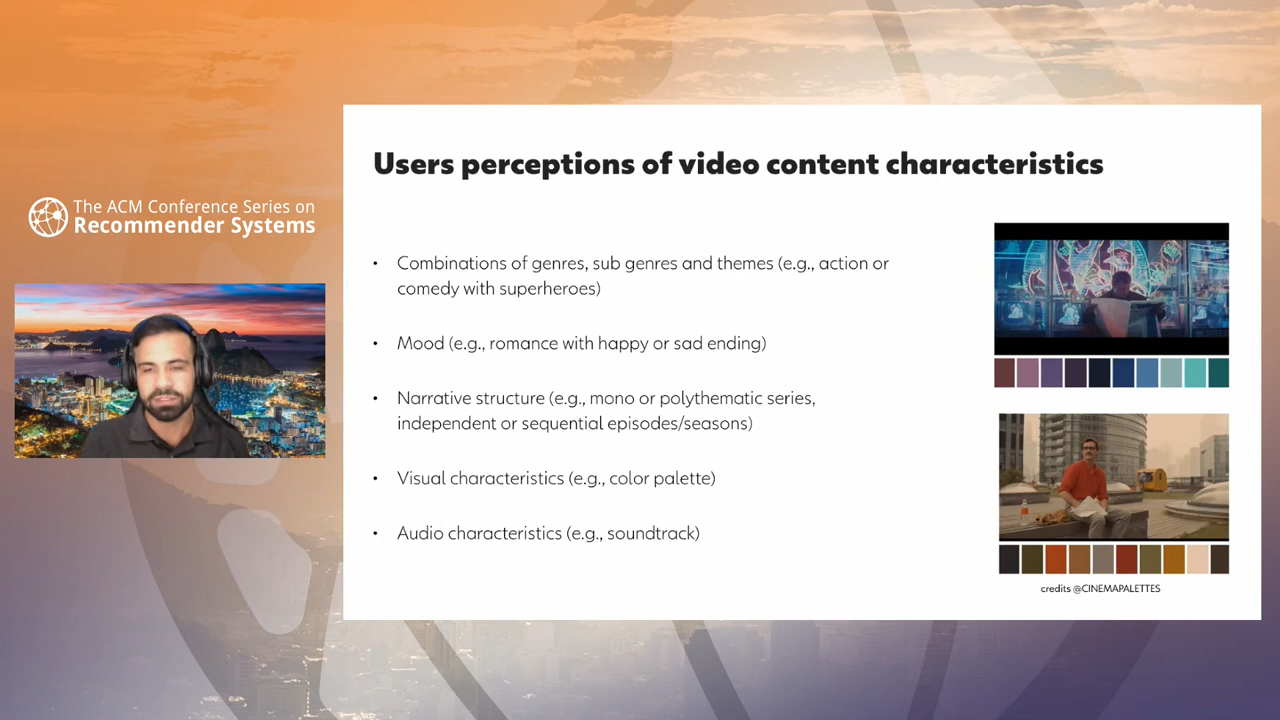 The ACM Conference Series on
Recommender Systems
Users perceptions of video content characteristics
• Combinations of genres, sub genres and themes (e.g., action or
comedy with superheroes)
• Mood (e.g., romance with happy or sad ending)
• Narrative structure (e.g., mono or polythematic series,
independent or sequential episodes/seasons)
• Visual characteristics (e.g., color palette)
• Audio characteristics (e.g., soundtrack)
credits @CINEMAPALETTES